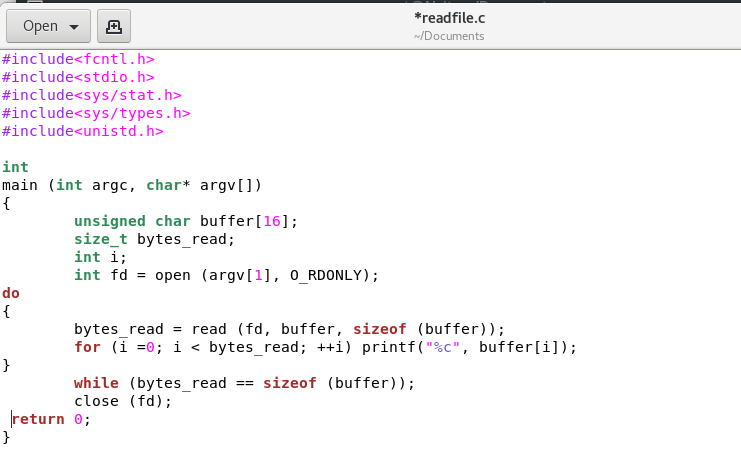 Open
*readfile.c
~/Documents
#include<fcntl.h>
#include<stdio.h>
#include<sys/stat.h>
#include<sys/types.h>
#include<unistd.h>
int
main (int argc, char* argv[])
{
        unsigned char buffer[16];
        size_t bytes_read;
        int i;
        int fd = open (argv[1], O_RDONLY);
do
{
        bytes_read = read (fd, buffer, sizeof (buffer));
        for (i =0; i < bytes_read; ++i) printf("%c", buffer[i]);
}
        while (bytes_read == sizeof (buffer));
        close (fd);
 return 0;
}